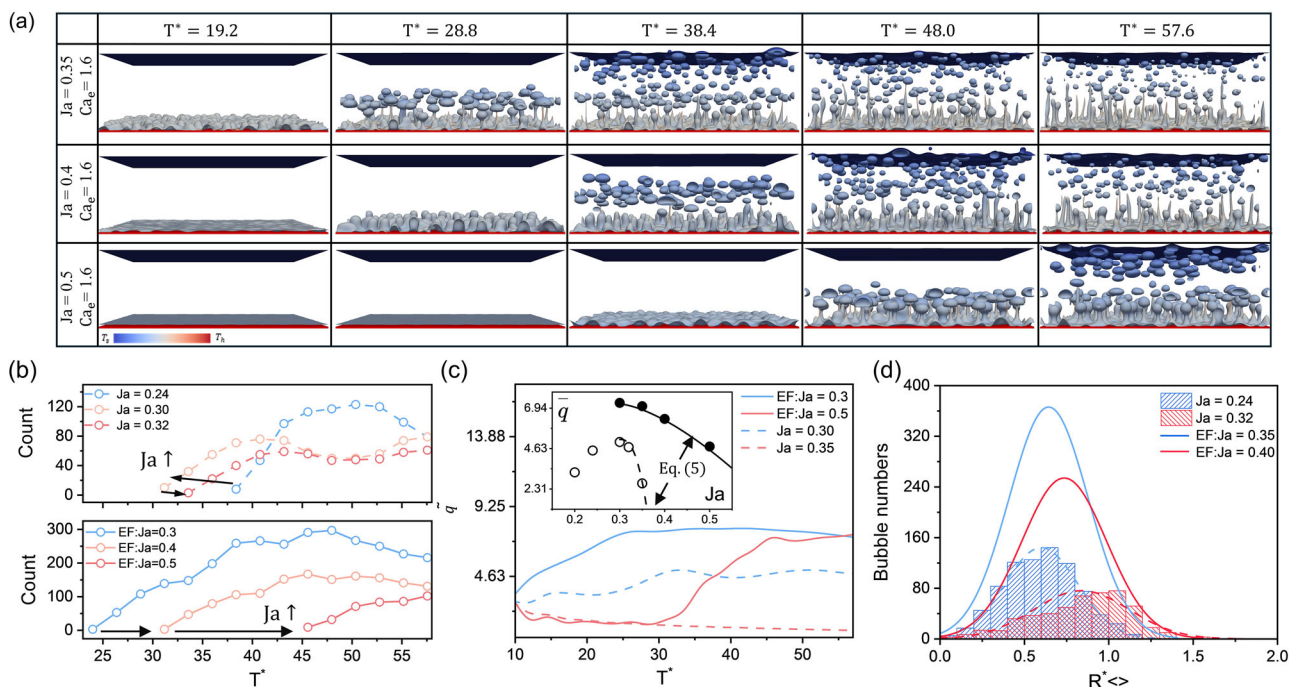 (a)
T* = 19.2
T* = 28.8
T* = 38.4
T* = 48.0
T* = 57.6
Ja = 0.35
Ca_e = 1.6
Ja = 0.4
Ca_e = 1.6
Ja = 0.5
Ca_e = 1.6
T_s
T_h
(b)
Count
120
80
40
0
Ja = 0.24
Ja = 0.30
Ja = 0.32
Ja ↑
Count
300
200
100
0
EF:Ja=0.3
EF:Ja=0.4
EF:Ja=0.5
Ja ↑
25 30 35 40 45 50 55
T*
(c)
q̃
13.88
9.25
4.63
10 20 30 40 50
T*
EF:Ja = 0.3
EF:Ja = 0.5
Ja = 0.30
Ja = 0.35
q̅
6.94
4.63
2.31
Eq. (5)
Ja
0.2 0.3 0.4 0.5
(d)
Bubble numbers
400
320
240
160
80
0
Ja = 0.24
Ja = 0.32
EF:Ja = 0.35
EF:Ja = 0.40
0.0 0.5 1.0 1.5 2.0
R*<>